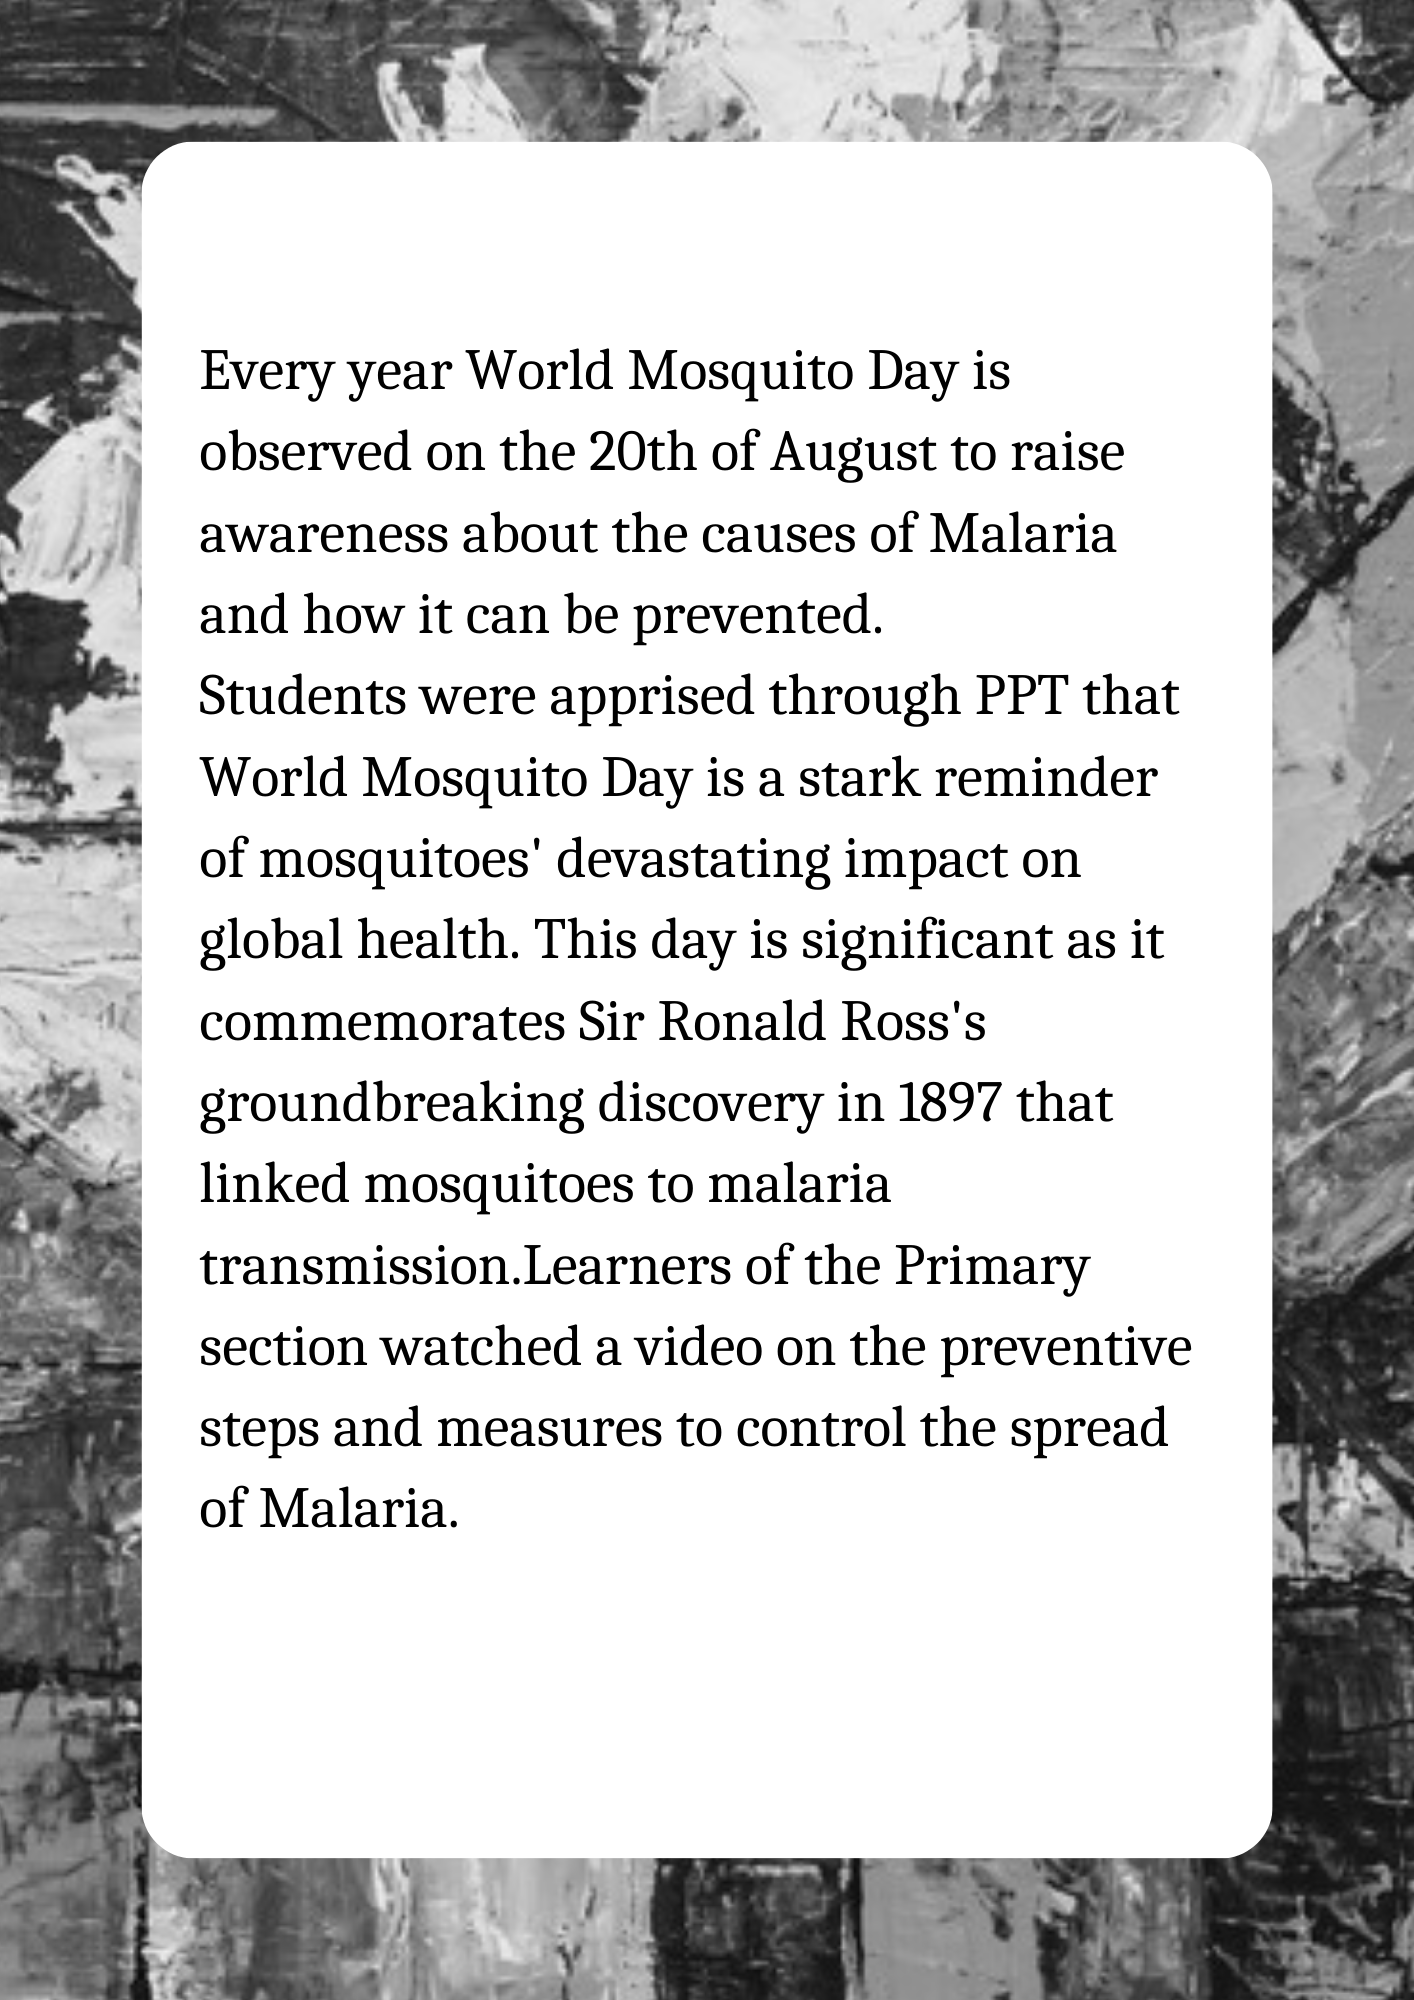 Every year World Mosquito Day is
observed on the 20th of August to raise
awareness about the causes of Malaria
and how it can be prevented.
Students were apprised through PPT that
World Mosquito Day is a stark reminder
of mosquitoes' devastating impact on
global health. This day is significant as it
commemorates Sir Ronald Ross's
groundbreaking discovery in 1897 that
linked mosquitoes to malaria
transmission.Learners of the Primary
section watched a video on the preventive
steps and measures to control the spread
of Malaria.